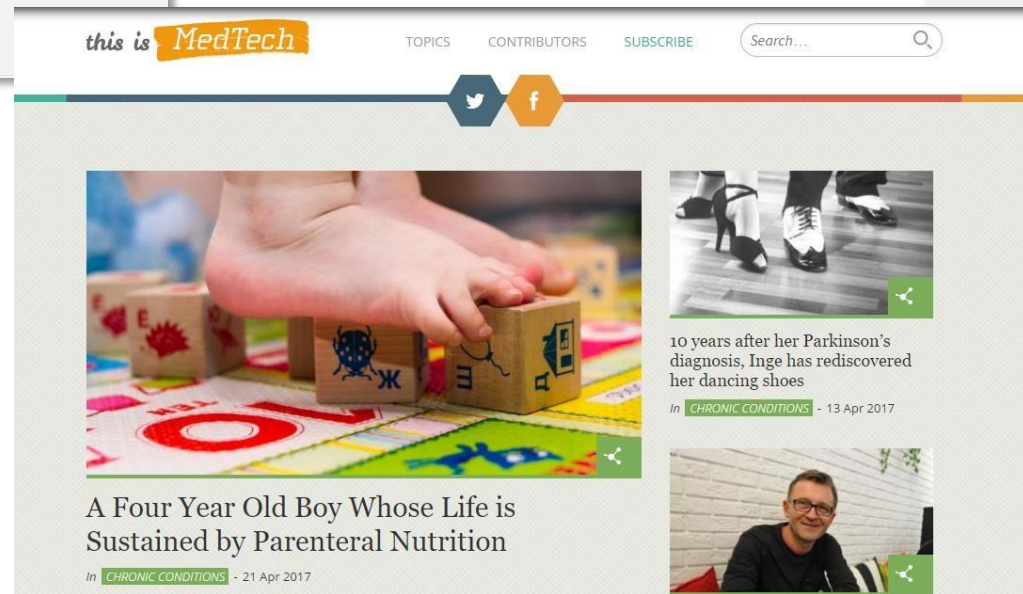 this is MedTech
TOPICS CONTRIBUTORS SUBSCRIBE Search...
f
TEN
10
E
E
Ж
Ш
Д
A Four Year Old Boy Whose Life is
Sustained by Parenteral Nutrition
In CHRONIC CONDITIONS - 21 Apr 2017
10 years after her Parkinson's
diagnosis, Inge has rediscovered
her dancing shoes
In CHRONIC CONDITIONS - 13 Apr 2017